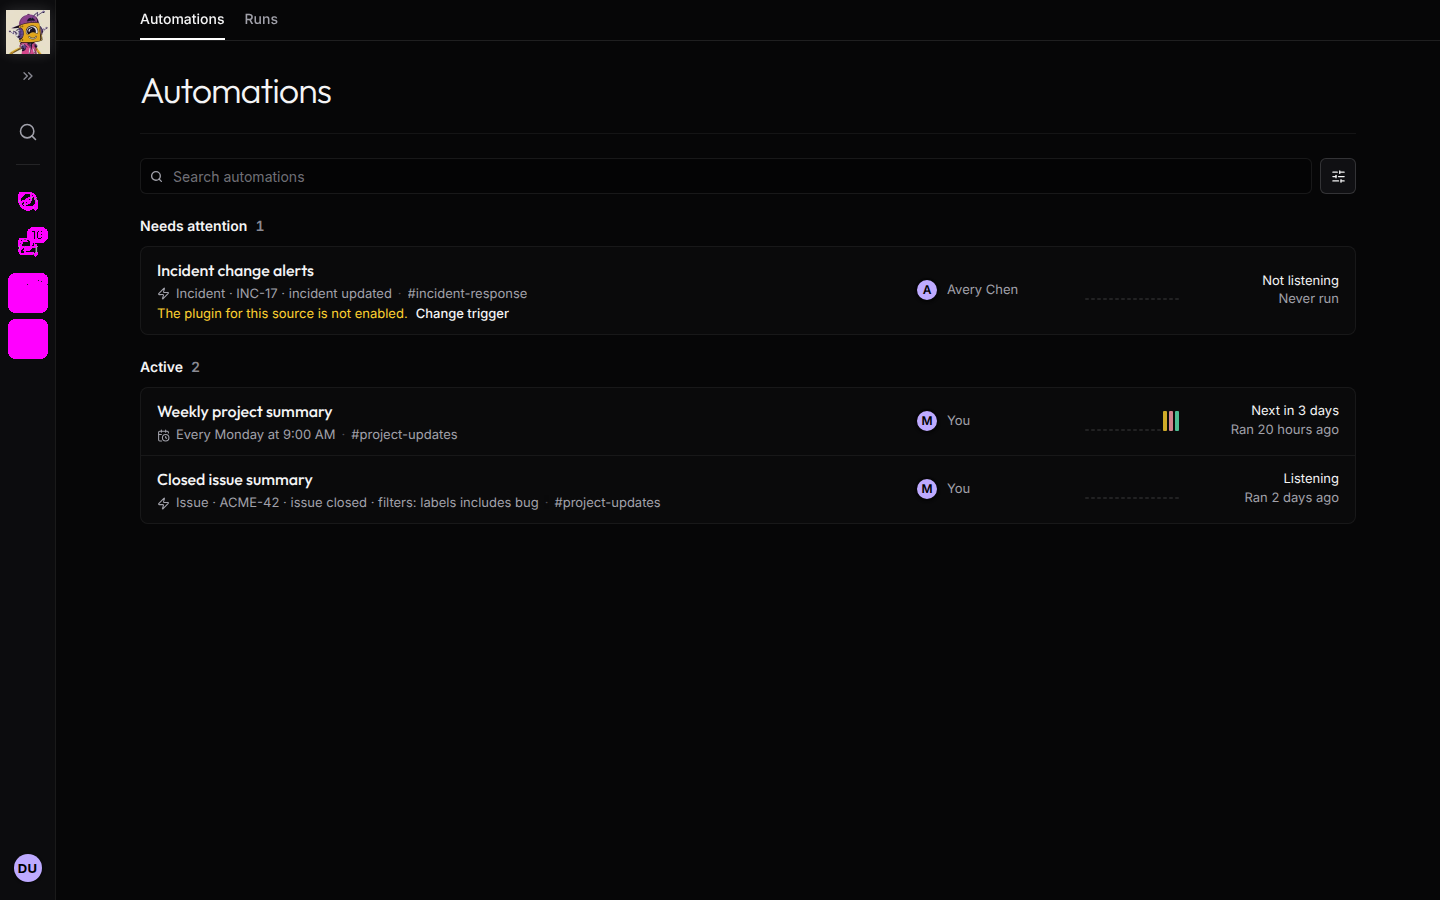 Automations Runs
Automations
Search automations
Needs attention 1
Incident change alerts
Incident · INC-17 · incident updated · #incident-response
The plugin for this source is not enabled. Change trigger
A Avery Chen
Not listening
Never run
Active 2
Weekly project summary
Every Monday at 9:00 AM · #project-updates
M You
Next in 3 days
Ran 20 hours ago
Closed issue summary
Issue · ACME-42 · issue closed · filters: labels includes bug · #project-updates
M You
Listening
Ran 2 days ago
DU